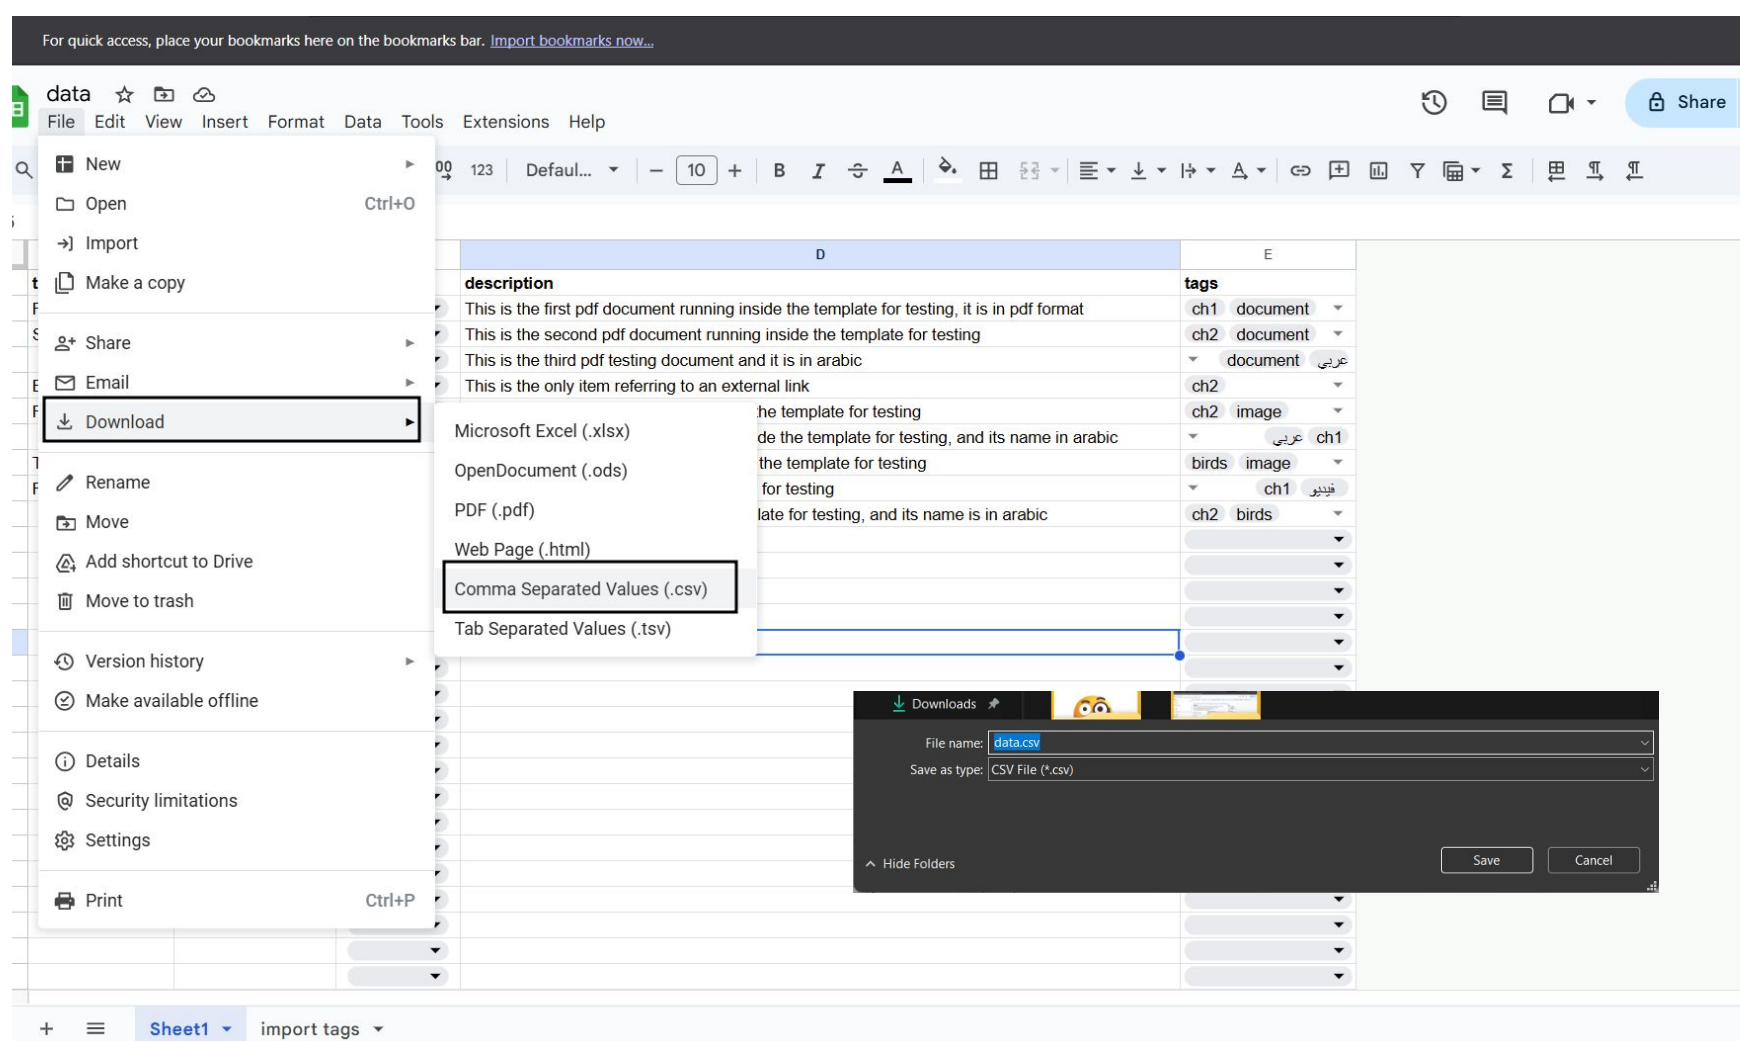 For quick access, place your bookmarks here on the bookmarks bar. Import bookmarks now...
data
File Edit View Insert Format Data Tools Extensions Help
Share
New
Open Ctrl+O
Import
Make a copy
Share
Email
Download
Rename
Move
Add shortcut to Drive
Move to trash
Version history
Make available offline
Details
Security limitations
Settings
Print Ctrl+P
Microsoft Excel (.xlsx)
OpenDocument (.ods)
PDF (.pdf)
Web Page (.html)
Comma Separated Values (.csv)
Tab Separated Values (.tsv)
.00 123 Defaul... 10 B I A
D E
description tags
This is the first pdf document running inside the template for testing, it is in pdf format ch1 document
This is the second pdf document running inside the template for testing ch2 document
This is the third pdf testing document and it is in arabic document عربي
This is the only item referring to an external link ch2
the template for testing ch2 image
de the template for testing, and its name in arabic عربي ch1
the template for testing birds image
for testing ch1 فيديو
late for testing, and its name is in arabic ch2 birds
Downloads
File name: data.csv
Save as type: CSV File (*.csv)
Hide Folders Save Cancel
Sheet1 import tags